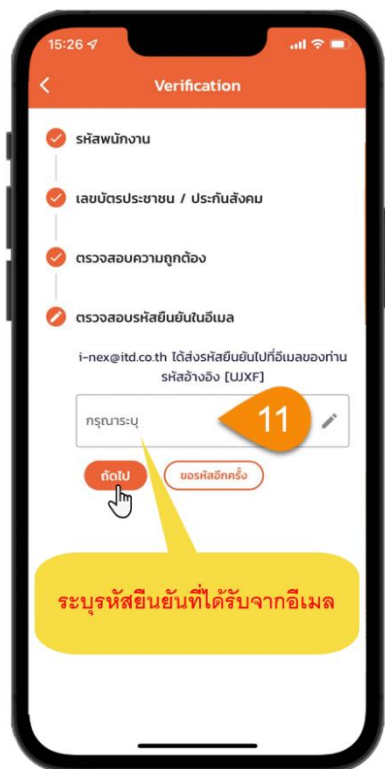 15:26
Verification
รหัสพนักงาน
เลขบัตรประชาชน / ประกันสังคม
ตรวจสอบความถูกต้อง
ตรวจสอบรหัสยืนยันในอีเมล
i-nex@itd.co.th ได้ส่งรหัสยืนยันไปที่อีเมลของท่าน
รหัสอ้างอิง [UJXF]
กรุณาระบุ
11
ถัดไป
ขอรหัสอีกครั้ง
ระบุรหัสยืนยันที่ได้รับจากอีเมล